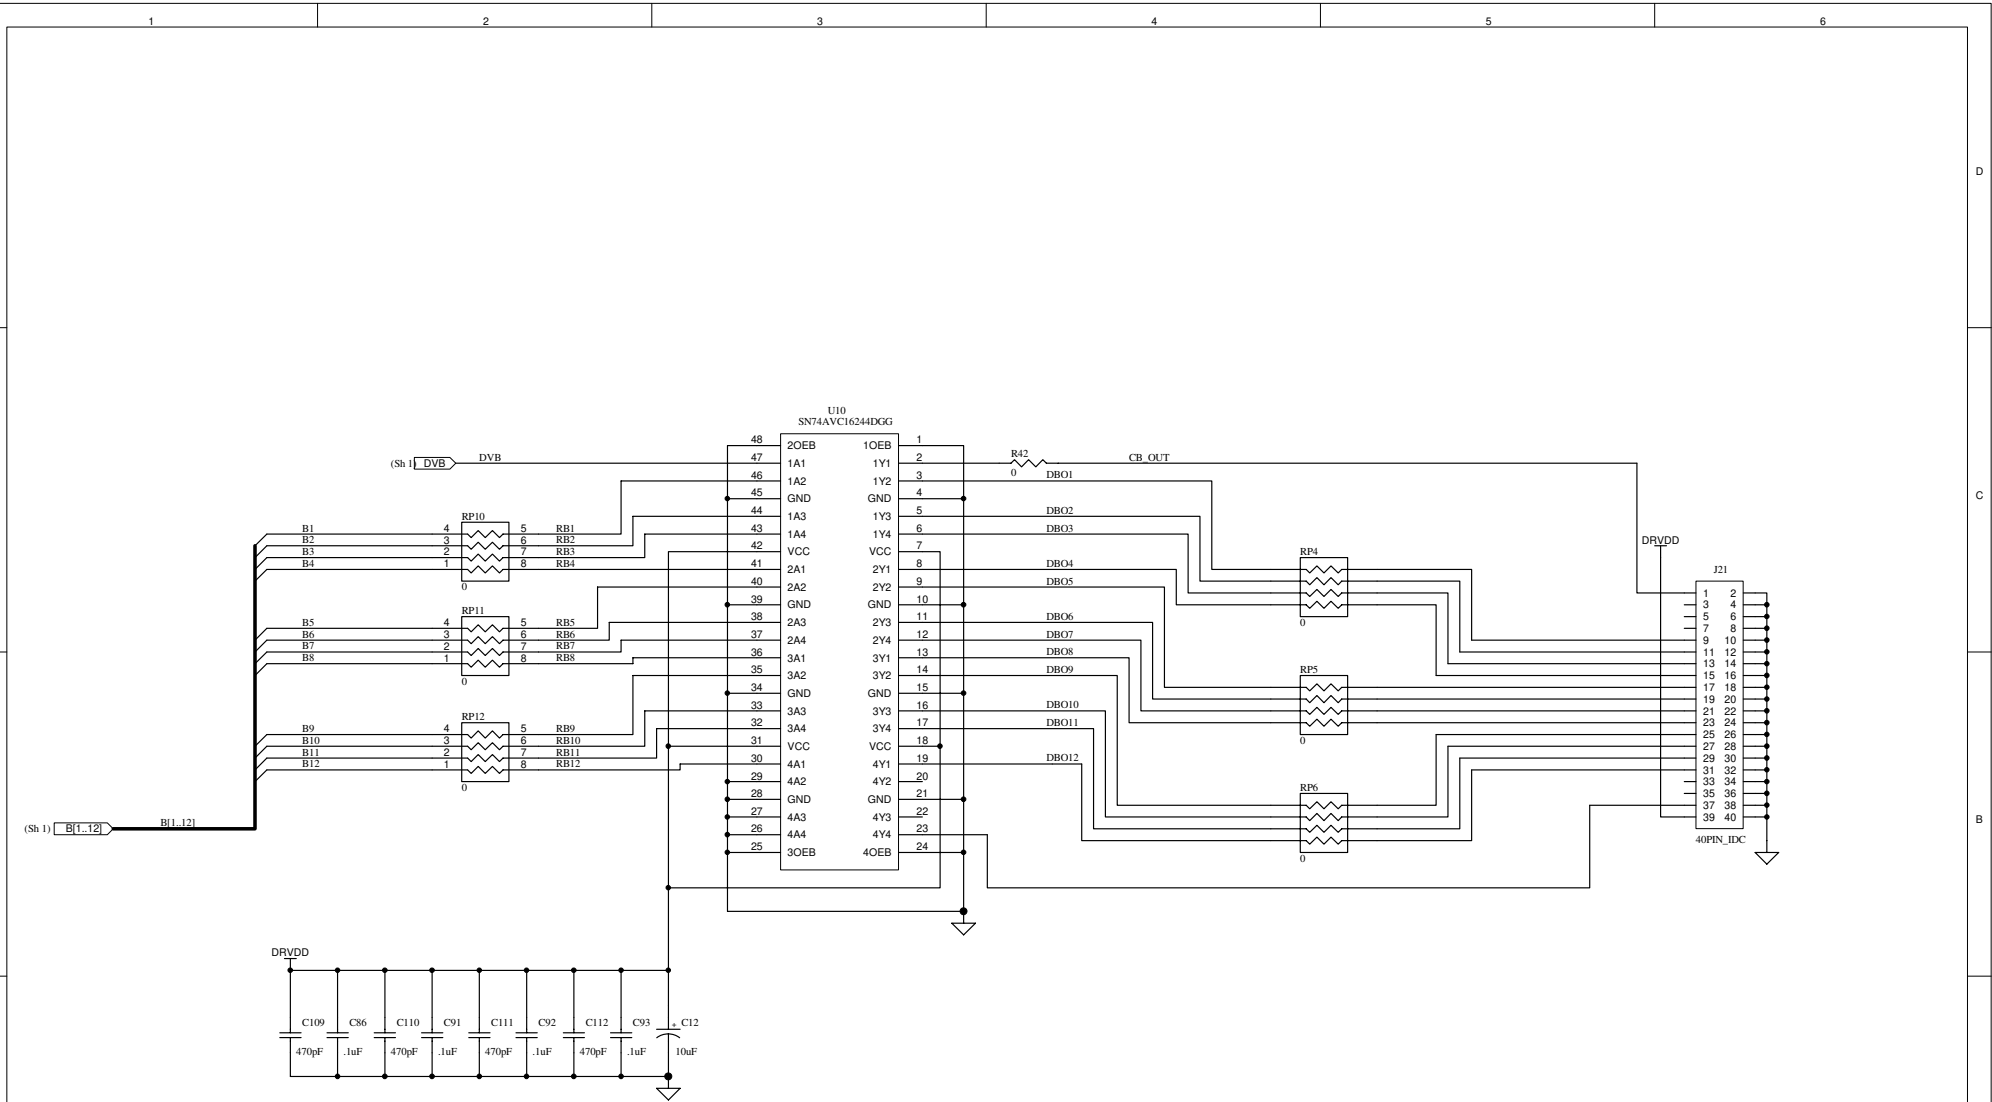 1 2 3 4 5 6
D
C
B
U10
SN74AVC16244DGG
(Sh 1) DVB DVB
48 2OEB 1OEB 1
47 1A1 1Y1 2
46 1A2 1Y2 3
45 GND GND 4
44 1A3 1Y3 5
43 1A4 1Y4 6
42 VCC VCC 7
41 2A1 2Y1 8
40 2A2 2Y2 9
39 GND GND 10
38 2A3 2Y3 11
37 2A4 2Y4 12
36 3A1 3Y1 13
35 3A2 3Y2 14
34 GND GND 15
33 3A3 3Y3 16
32 3A4 3Y4 17
31 VCC VCC 18
30 4A1 4Y1 19
29 4A2 4Y2 20
28 GND GND 21
27 4A3 4Y3 22
26 4A4 4Y4 23
25 3OEB 4OEB 24
RP10
B1 4 5 RB1
B2 3 6 RB2
B3 2 7 RB3
B4 1 8 RB4
0
RP11
B5 4 5 RB5
B6 3 6 RB6
B7 2 7 RB7
B8 1 8 RB8
0
RP12
B9 4 5 RB9
B10 3 6 RB10
B11 2 7 RB11
B12 1 8 RB12
0
(Sh 1) B[1..12] B[1..12]
R42
0
CB_OUT
DBO1
DBO2
DBO3
DBO4
DBO5
DBO6
DBO7
DBO8
DBO9
DBO10
DBO11
DBO12
RP4
0
RP5
0
RP6
0
DRVDD
J21
1 2
3 4
5 6
7 8
9 10
11 12
13 14
15 16
17 18
19 20
21 22
23 24
25 26
27 28
29 30
31 32
33 34
35 36
37 38
39 40
40PIN_IDC
DRVDD
C109 C86 C110 C91 C111 C92 C112 C93 + C12
470pF .1uF 470pF .1uF 470pF .1uF 470pF .1uF 10uF